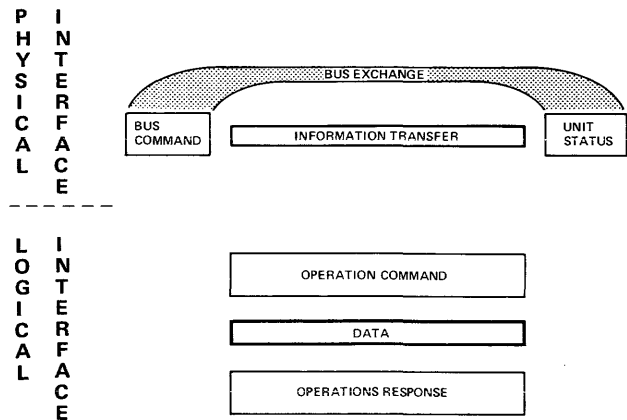 PHYSICAL
INTERFACE
BUS EXCHANGE
BUS
COMMAND
INFORMATION TRANSFER
UNIT
STATUS
LOGICAL
INTERFACE
OPERATION COMMAND
DATA
OPERATIONS RESPONSE